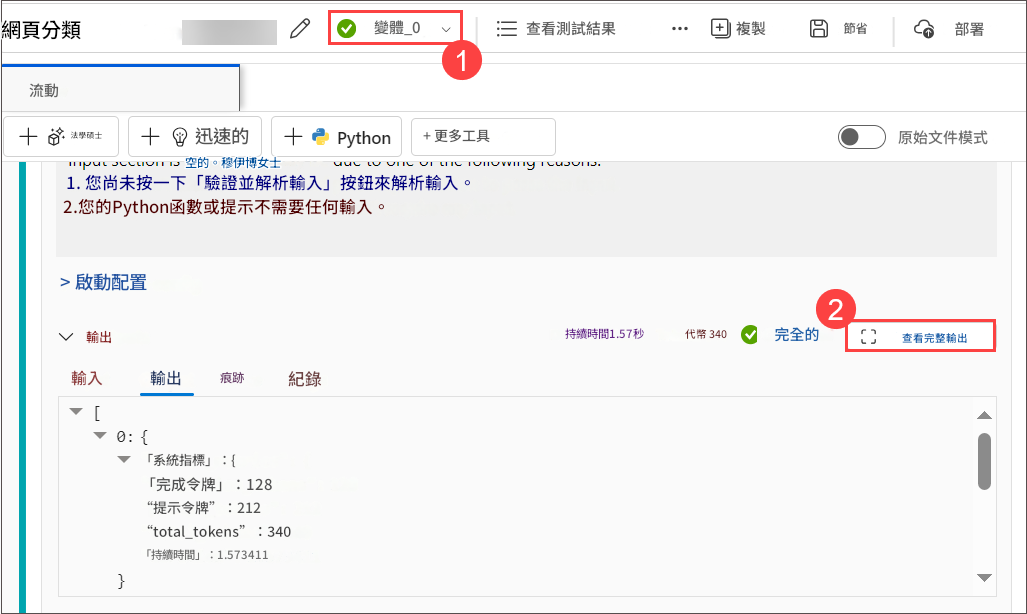 網頁分類
變體_0
查看測試結果
複製
節省
部署
1
流動
法學碩士
迅速的
Python
+ 更多工具
原始文件模式
Input section is 空的。穆伊博女士 due to one of the following reasons:
1. 您尚未按一下「驗證並解析輸入」按鈕來解析輸入。
2.您的Python函數或提示不需要任何輸入。
> 啟動配置
2
輸出
持續時間1.57秒
代幣 340
完全的
查看完整輸出
輸入
輸出
痕跡
紀錄
[
0: {
「系統指標」:{
「完成令牌」:128
“提示令牌”:212
“total_tokens”:340
「持續時間」:1.573411
}